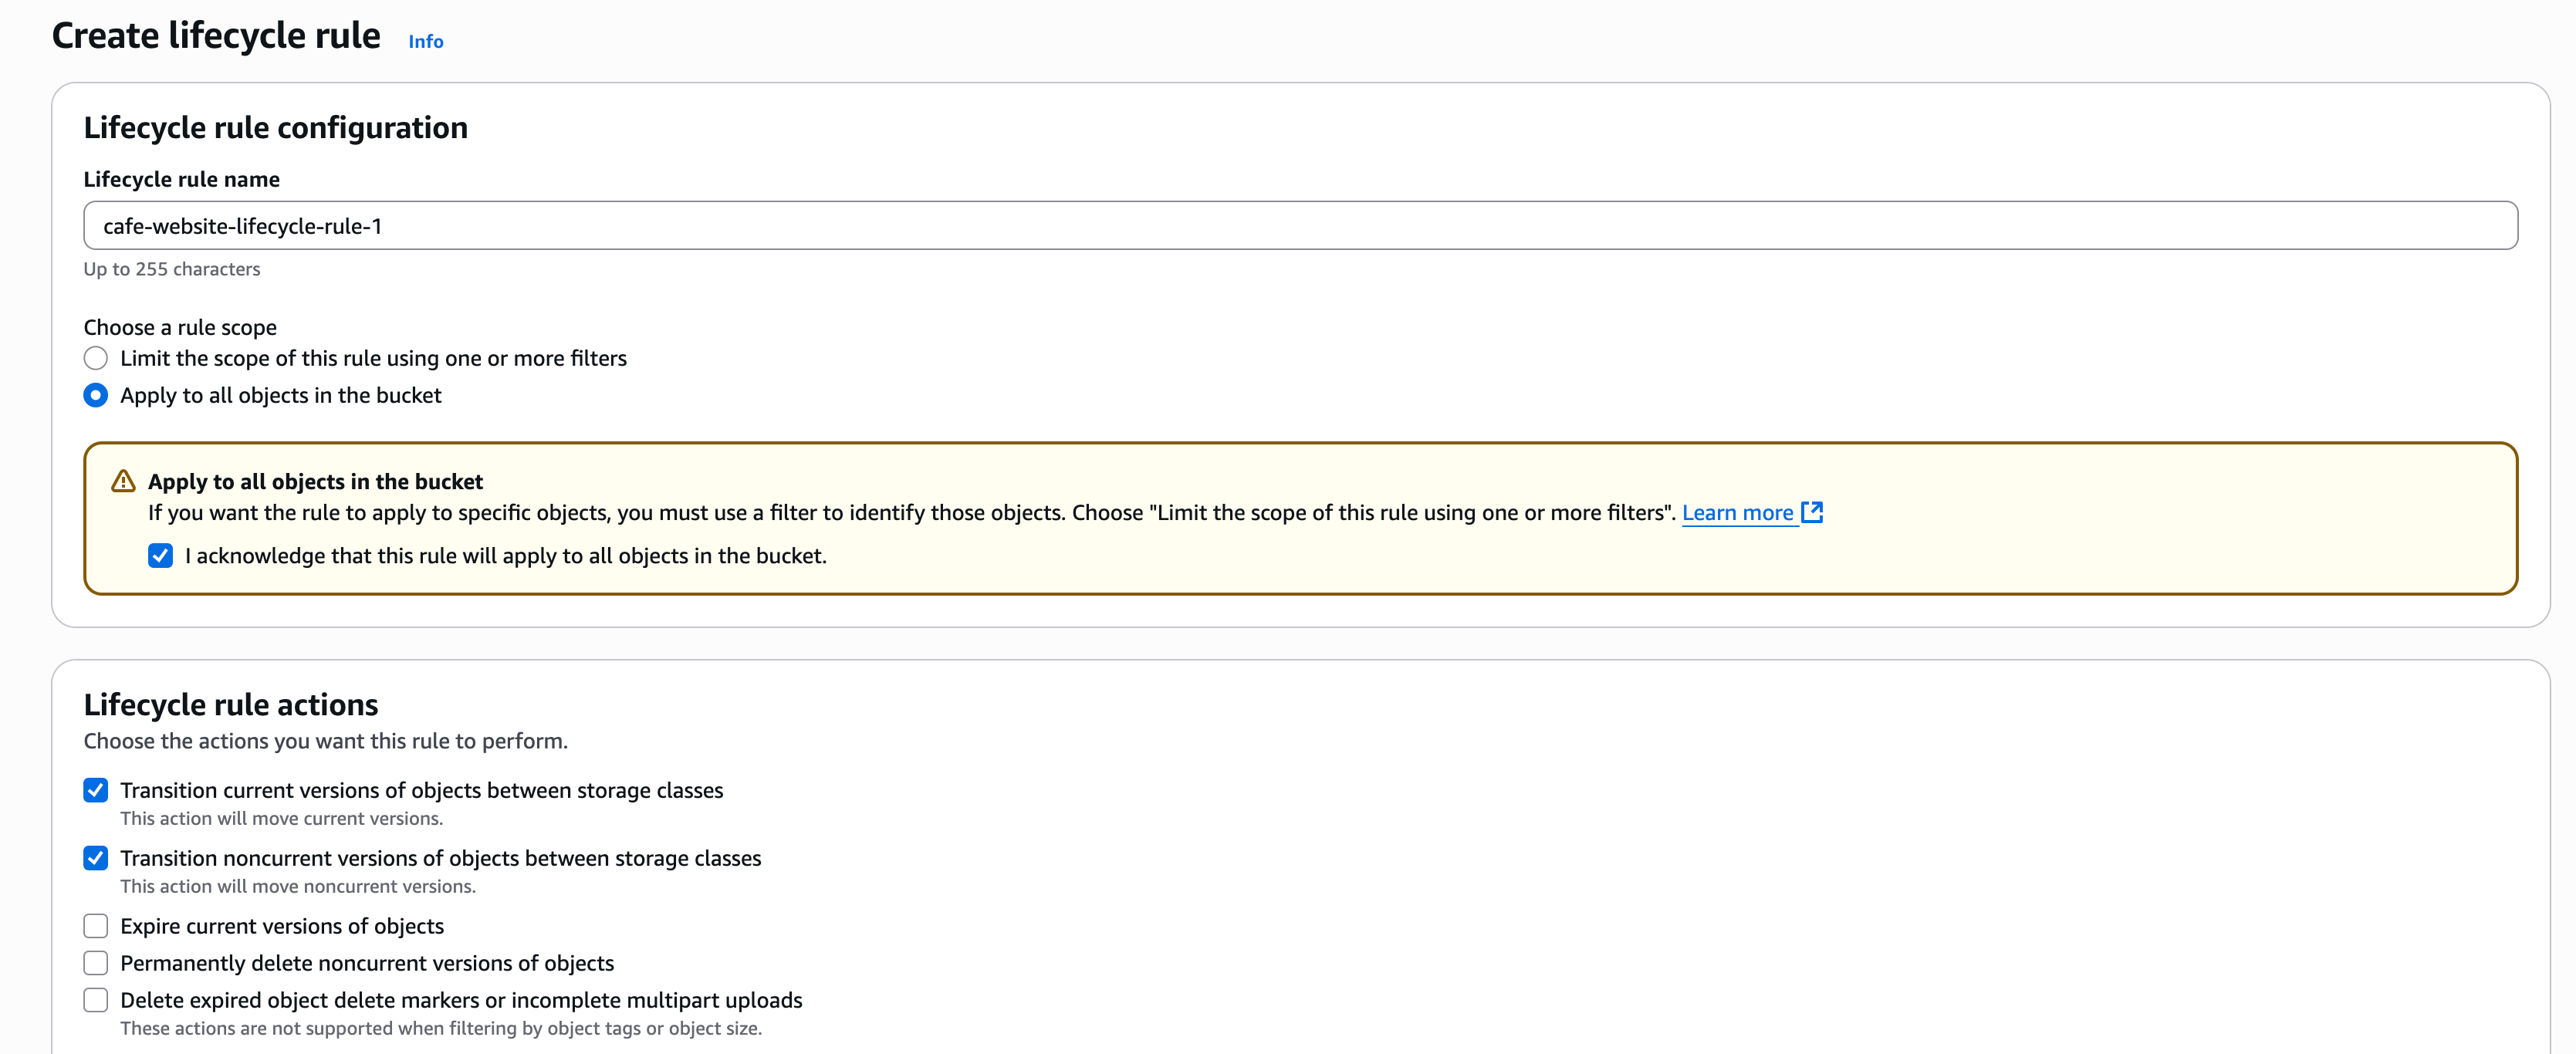 Create lifecycle rule Info
Lifecycle rule configuration
Lifecycle rule name
cafe-website-lifecycle-rule-1
Up to 255 characters
Choose a rule scope
Limit the scope of this rule using one or more filters
Apply to all objects in the bucket
Apply to all objects in the bucket
If you want the rule to apply to specific objects, you must use a filter to identify those objects. Choose "Limit the scope of this rule using one or more filters". Learn more
I acknowledge that this rule will apply to all objects in the bucket.
Lifecycle rule actions
Choose the actions you want this rule to perform.
Transition current versions of objects between storage classes
This action will move current versions.
Transition noncurrent versions of objects between storage classes
This action will move noncurrent versions.
Expire current versions of objects
Permanently delete noncurrent versions of objects
Delete expired object delete markers or incomplete multipart uploads
These actions are not supported when filtering by object tags or object size.